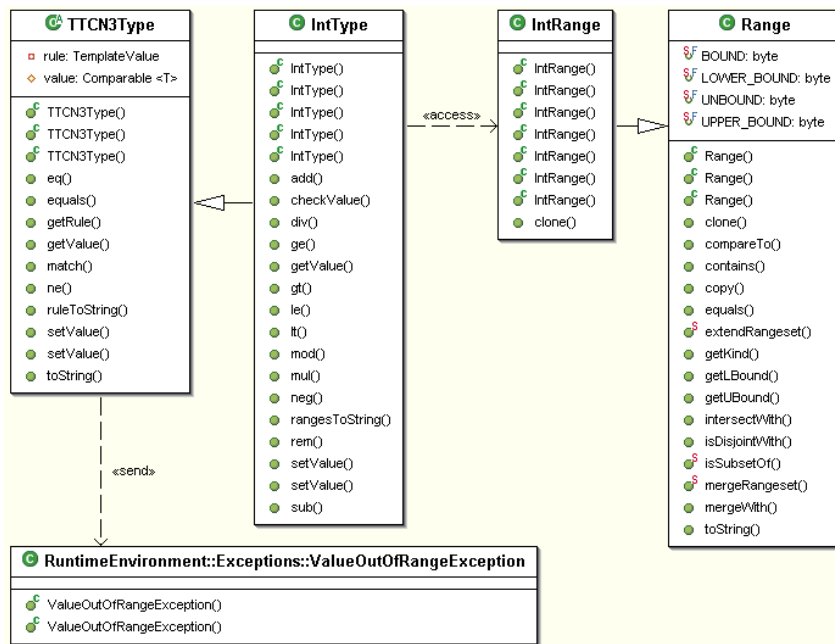 TTCN3Type
rule: TemplateValue
value: Comparable <T>
TTCN3Type()
TTCN3Type()
TTCN3Type()
eq()
equals()
getRule()
getValue()
match()
ne()
ruleToString()
setValue()
setValue()
toString()
IntType
IntType()
IntType()
IntType()
IntType()
IntType()
add()
checkValue()
div()
ge()
getValue()
gt()
le()
lt()
mod()
mul()
neg()
rangesToString()
rem()
setValue()
setValue()
sub()
«access»
IntRange
IntRange()
IntRange()
IntRange()
IntRange()
IntRange()
IntRange()
IntRange()
clone()
Range
BOUND: byte
LOWER_BOUND: byte
UNBOUND: byte
UPPER_BOUND: byte
Range()
Range()
Range()
clone()
compareTo()
contains()
copy()
equals()
extendRangeset()
getKind()
getLBound()
getUBound()
intersectWith()
isDisjointWith()
isSubsetOf()
mergeRangeset()
mergeWith()
toString()
«send»
RuntimeEnvironment::Exceptions::ValueOutOfRangeException
ValueOutOfRangeException()
ValueOutOfRangeException()